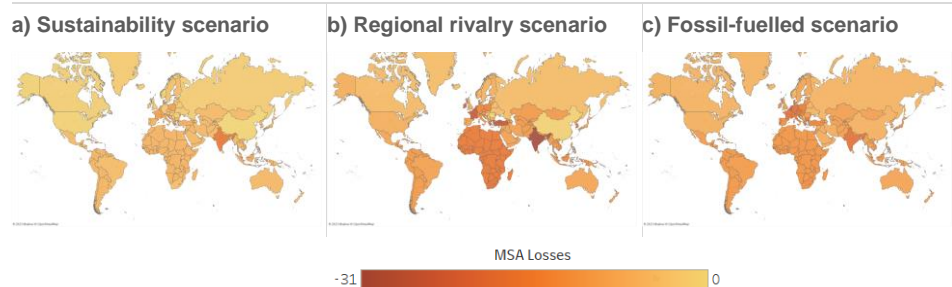 a) Sustainability scenario
b) Regional rivalry scenario
c) Fossil-fuelled scenario
MSA Losses
-31
0